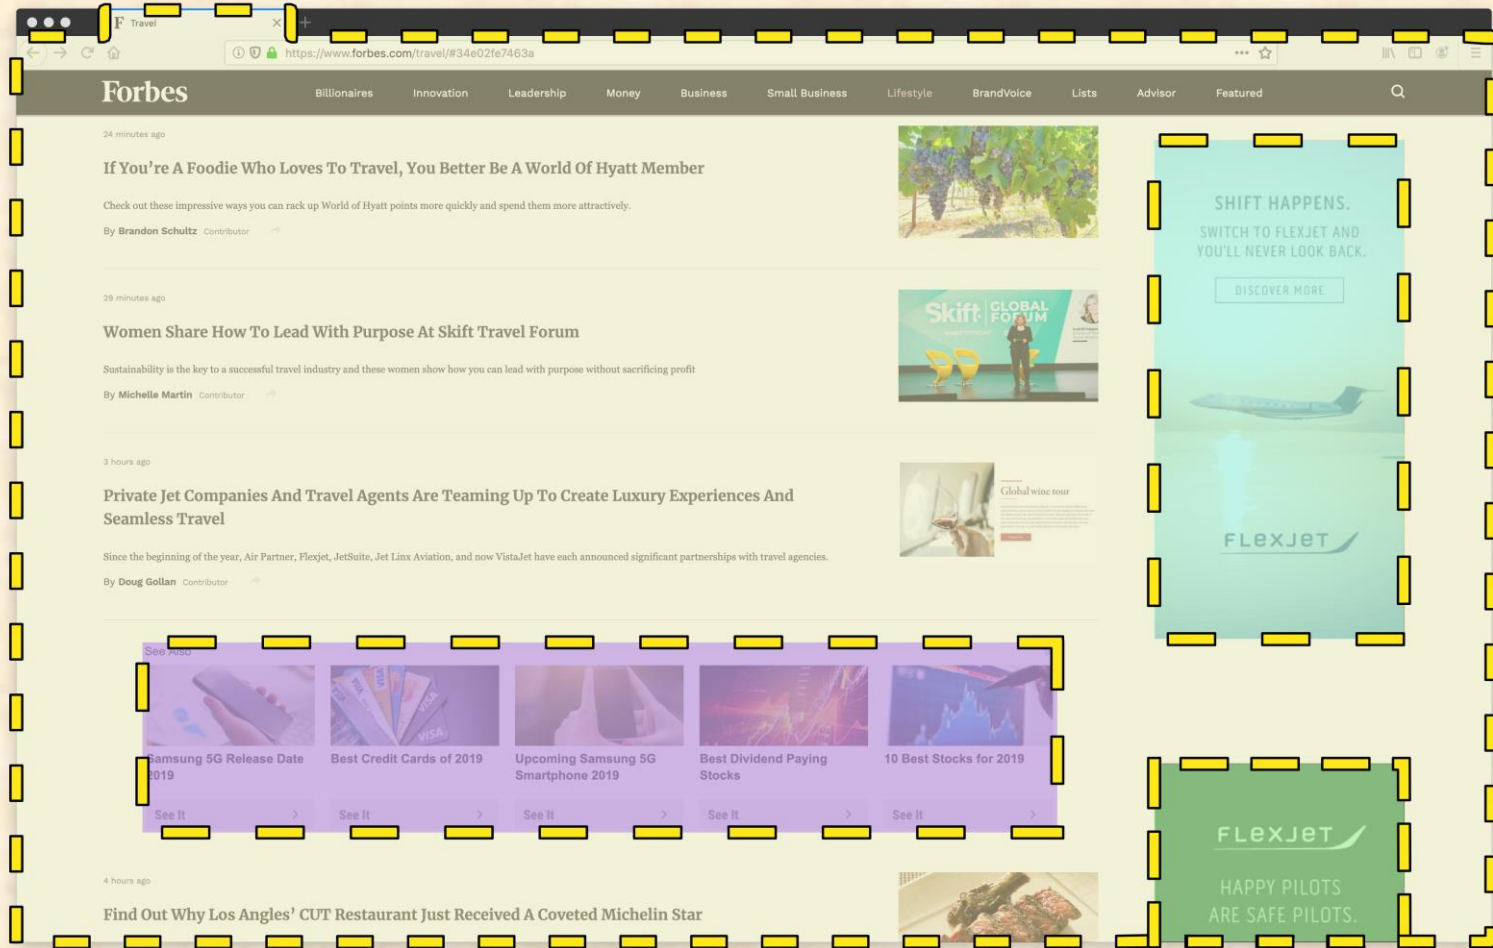 F Travel
https://www.forbes.com/travel/#34e02fe7463a
Forbes
Billionaires Innovation Leadership Money Business Small Business Lifestyle BrandVoice Lists Advisor Featured
24 minutes ago
If You're A Foodie Who Loves To Travel, You Better Be A World Of Hyatt Member
Check out these impressive ways you can rack up World of Hyatt points more quickly and spend them more attractively.
By Brandon Schultz Contributor
29 minutes ago
Skift GLOBAL FORUM
Women Share How To Lead With Purpose At Skift Travel Forum
Sustainability is the key to a successful travel industry and these women show how you can lead with purpose without sacrificing profit
By Michelle Martin Contributor
3 hours ago
Private Jet Companies And Travel Agents Are Teaming Up To Create Luxury Experiences And
Seamless Travel
Global wine tour
Since the beginning of the year, Air Partner, Flexjet, JetSuite, Jet Linx Aviation, and now VistaJet have each announced significant partnerships with travel agencies.
By Doug Gollan Contributor
See Also
VISA
VISA
Samsung 5G Release Date
2019
See It
Best Credit Cards of 2019
See It
Upcoming Samsung 5G
Smartphone 2019
See It
Best Dividend Paying
Stocks
See It
10 Best Stocks for 2019
See It
4 hours ago
Find Out Why Los Angeles' CUT Restaurant Just Received A Coveted Michelin Star
SHIFT HAPPENS.
SWITCH TO FLEXJET AND
YOU'LL NEVER LOOK BACK.
DISCOVER MORE
FLEXJET
FLEXJET
HAPPY PILOTS
ARE SAFE PILOTS.